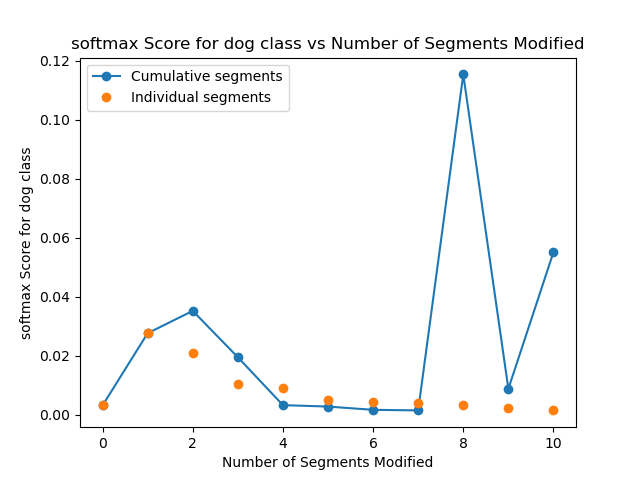 softmax Score for dog class vs Number of Segments Modified
Cumulative segments
Individual segments
softmax Score for dog class
0.12
0.10
0.08
0.06
0.04
0.02
0.00
0 2 4 6 8 10
Number of Segments Modified